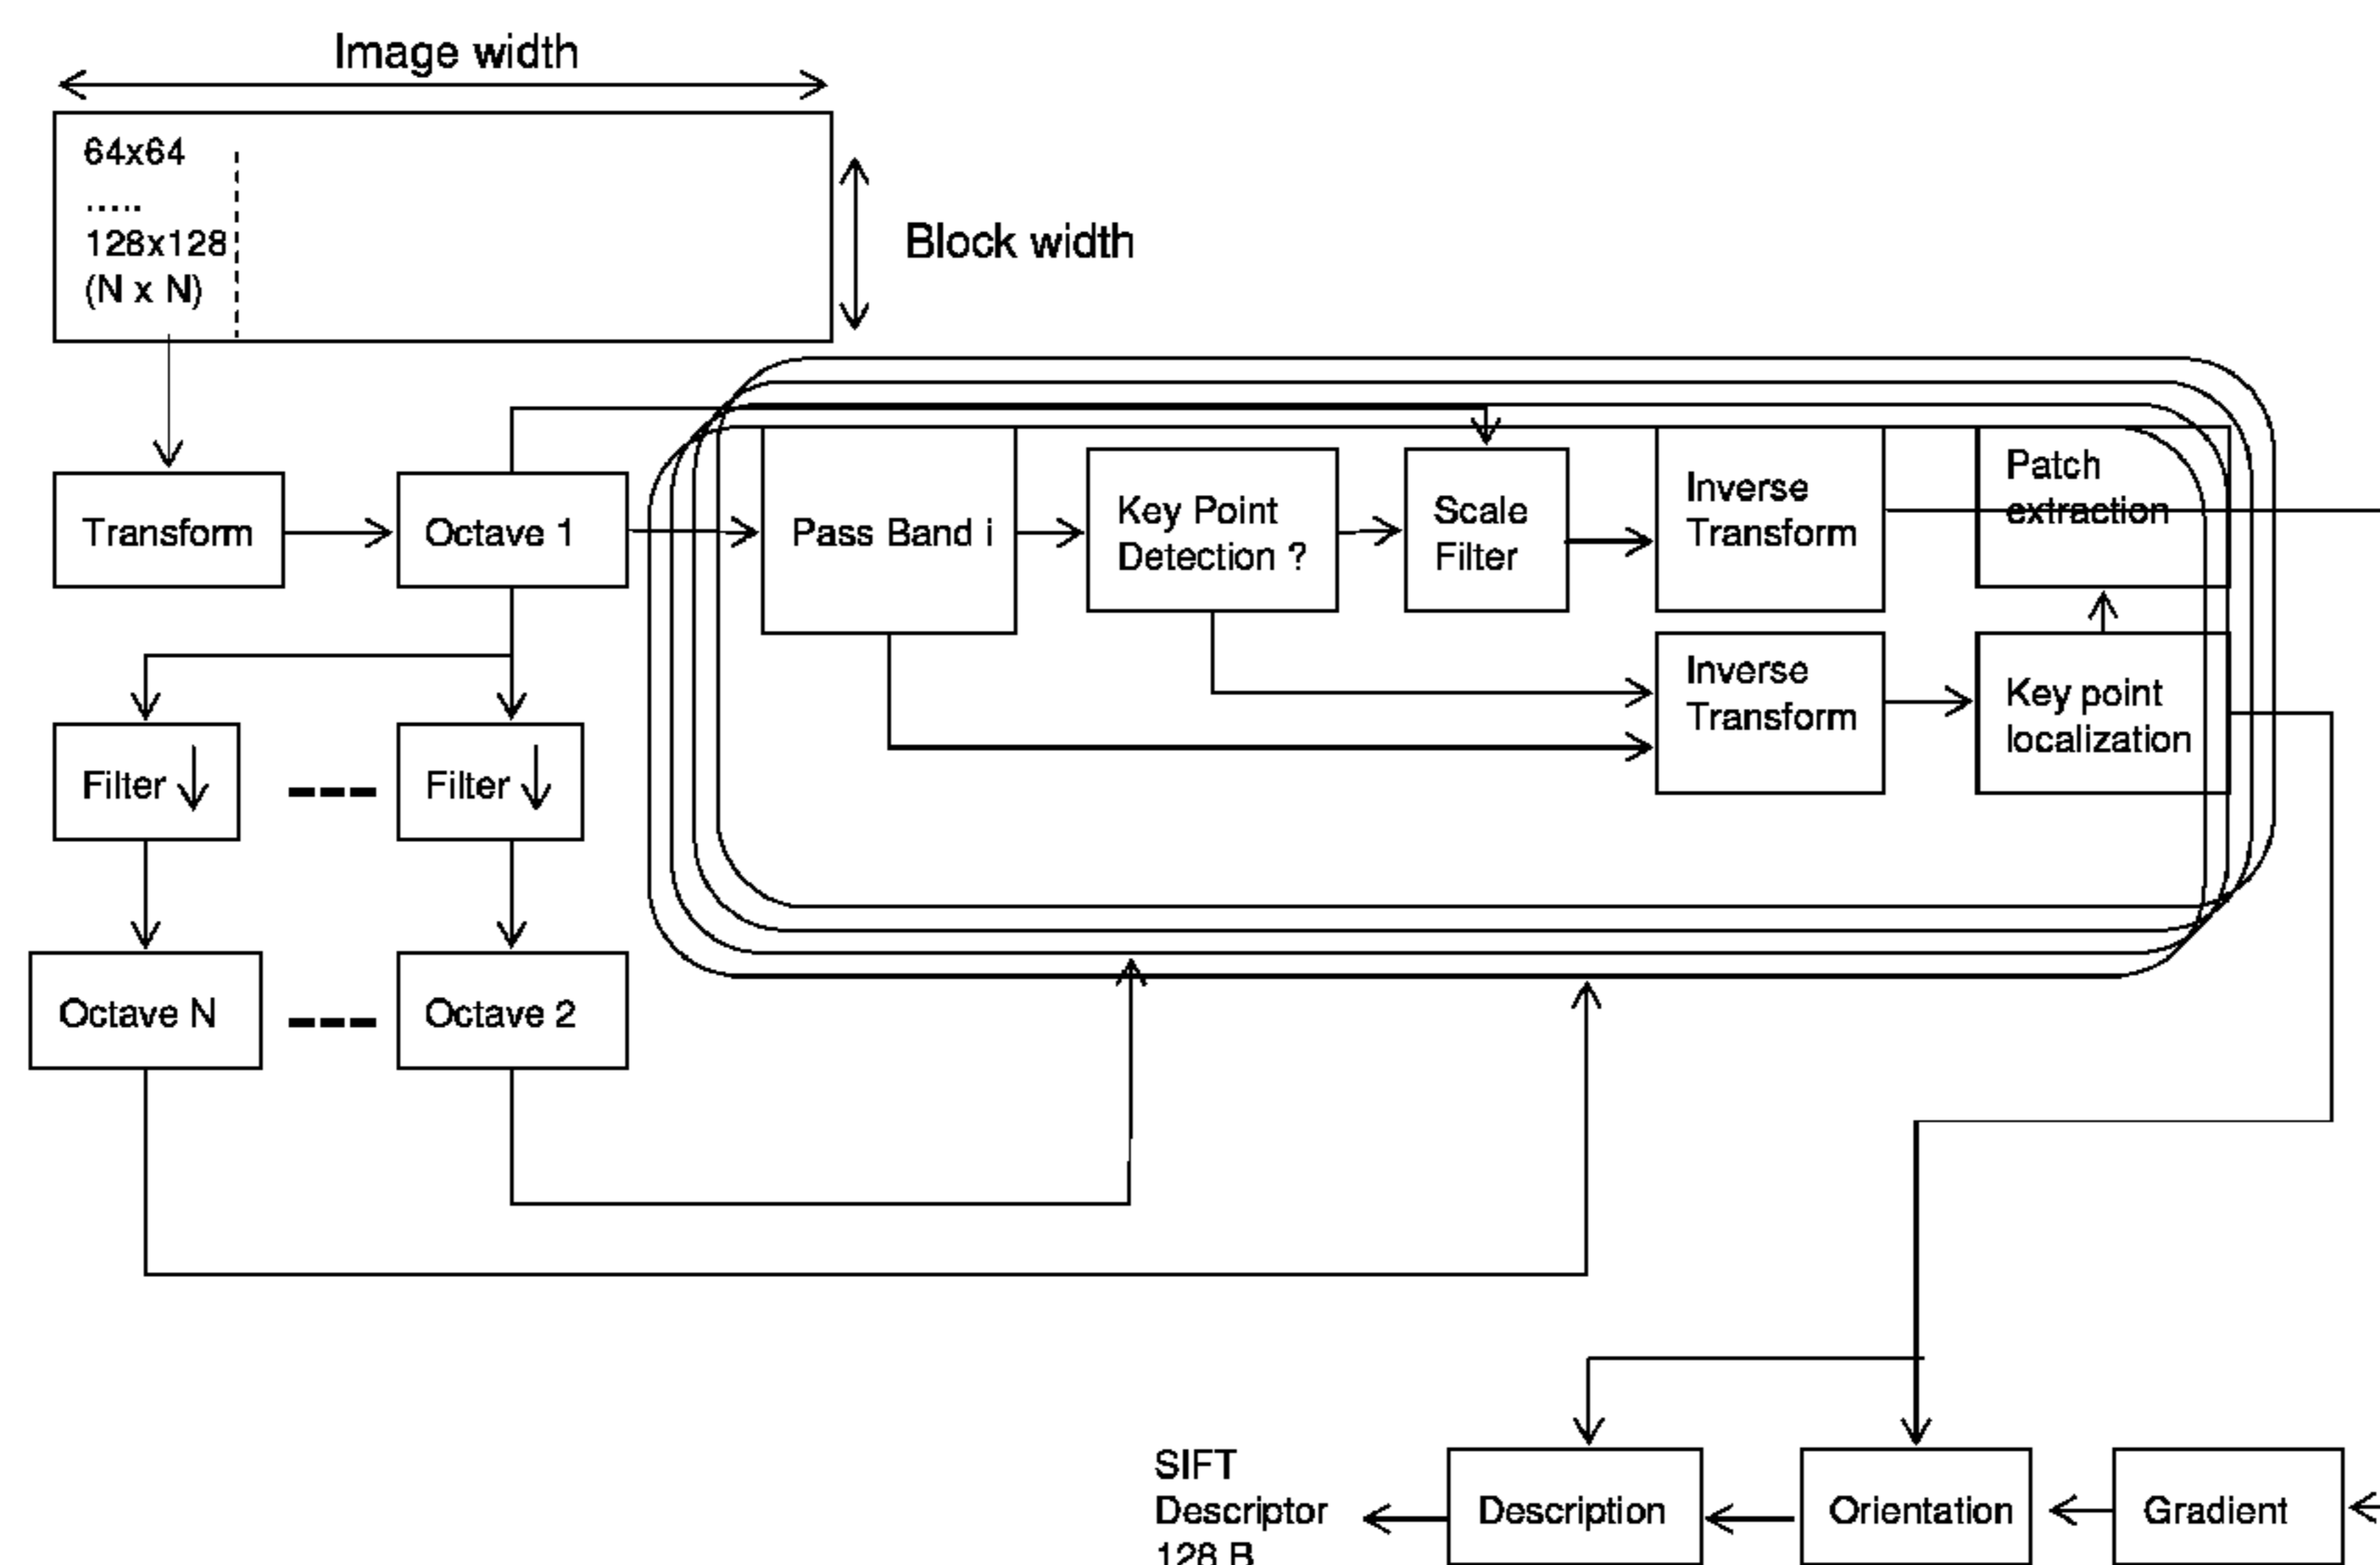 Image width
64x64
.....
128x128
(N x N)
Block width
Transform
Octave 1
Pass Band i
Key Point
Detection ?
Scale
Filter
Inverse
Transform
Patch
extraction
Inverse
Transform
Key point
localization
Filter
Filter
Octave N
Octave 2
SIFT
Descriptor
128 B
Description
Orientation
Gradient